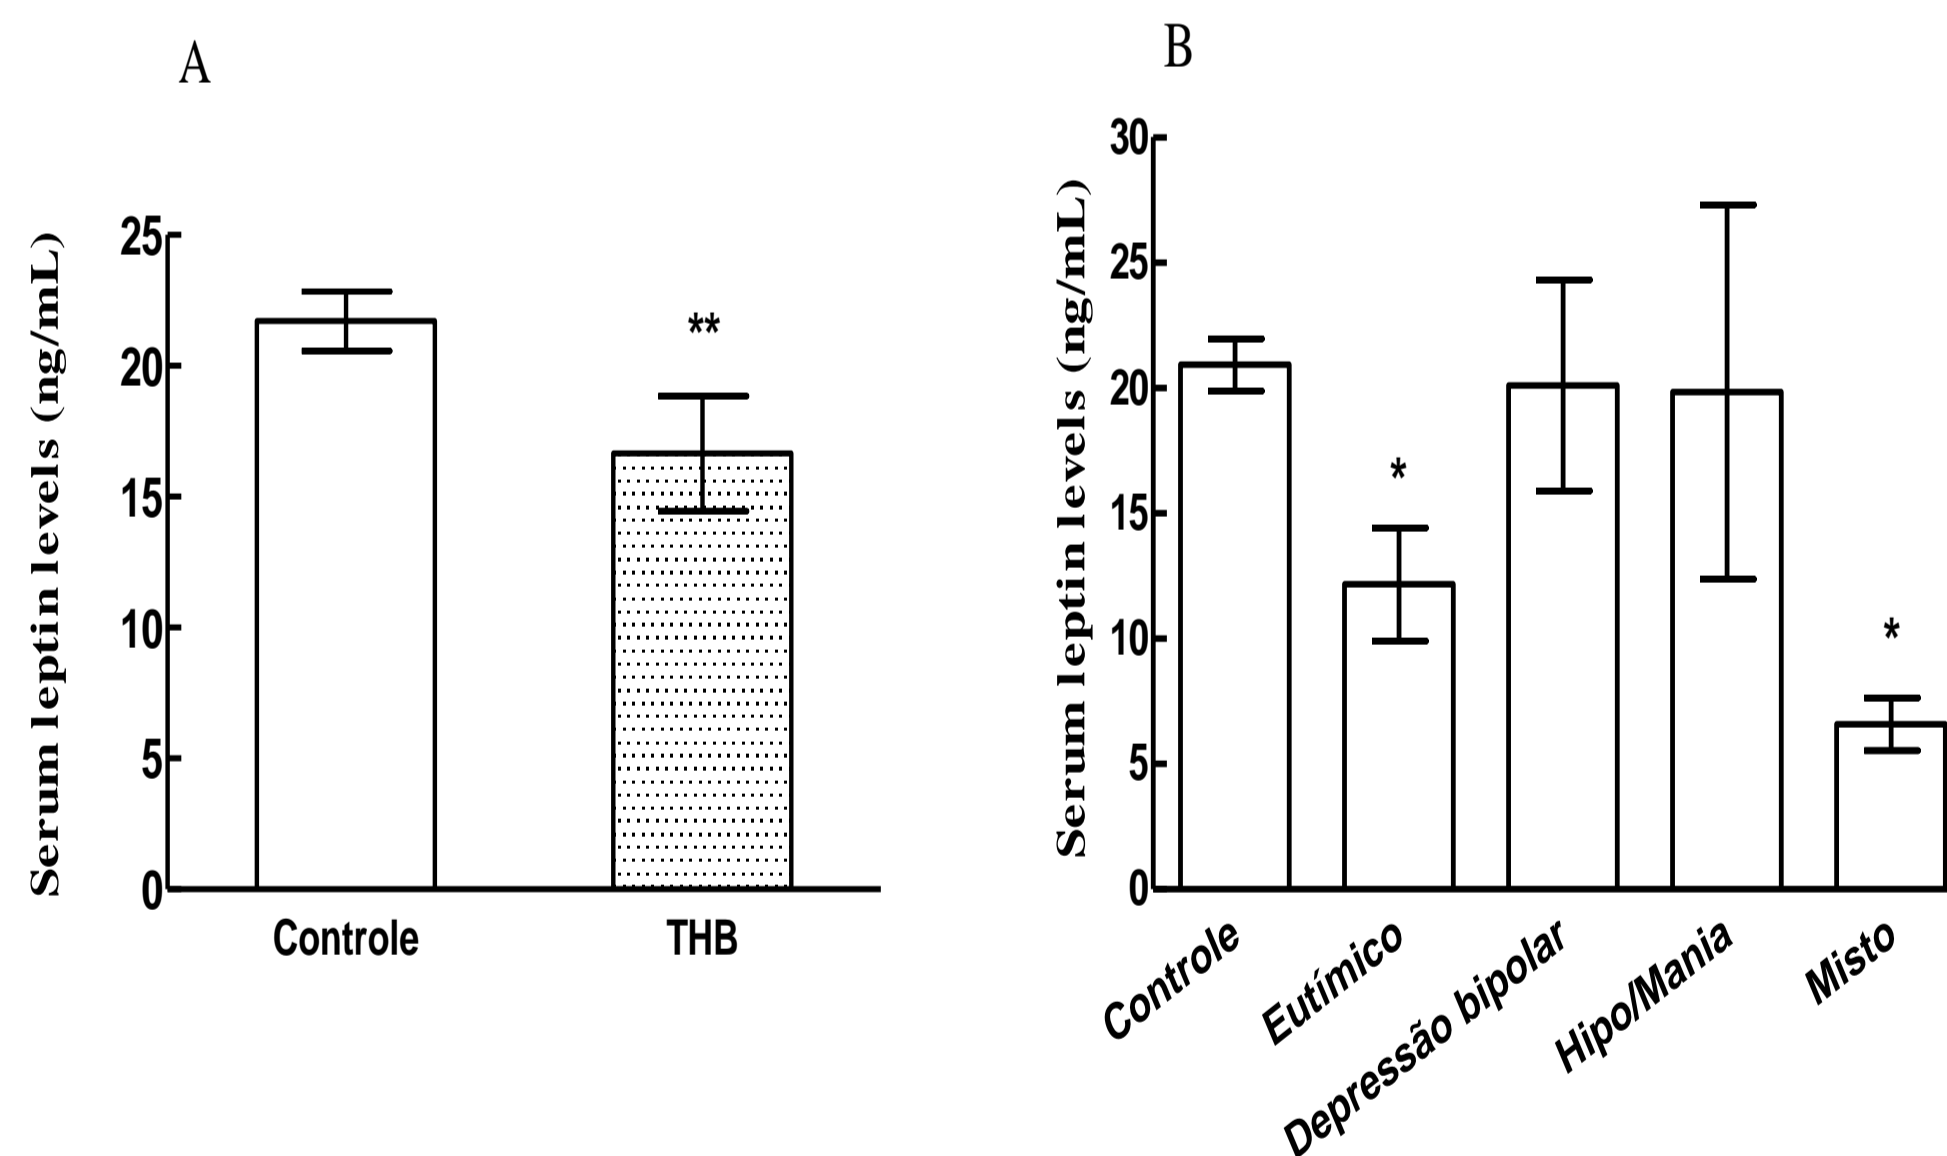 A
Serum leptin levels (ng/mL)
25
20
15
10
5
0
**
Controle
THB
B
Serum leptin levels (ng/mL)
30
25
20
15
10
5
0
*
*
Controle
Eutímico
Depressão bipolar
Hipo/Mania
Misto